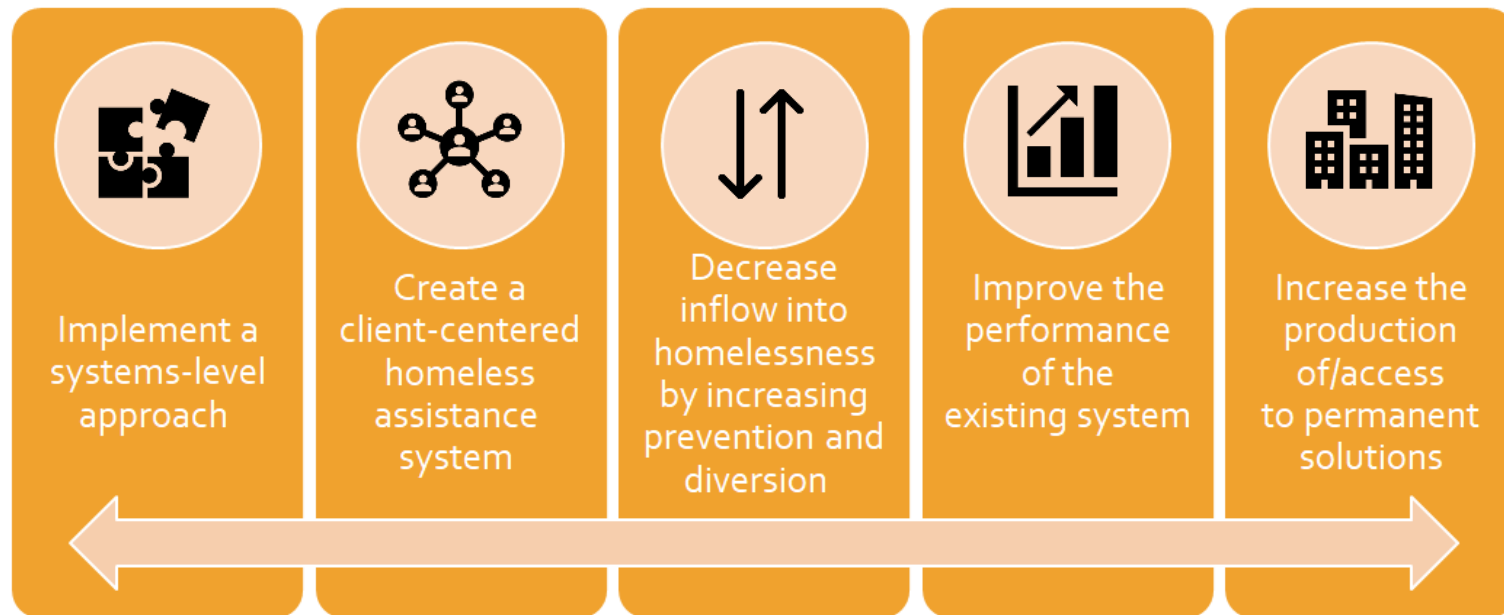 Implement a
systems-level
approach
Create a
client-centered
homeless
assistance
system
Decrease
inflow into
homelessness
by increasing
prevention and
diversion
Improve the
performance
of the
existing system
Increase the
production
of/access
to permanent
solutions